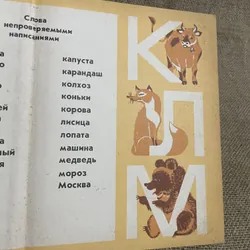 Слова
непроверяемыми
написаниями
капуста
карандаш
колхоз
коньки
корова
лисица
лопата
машина
медведь
мороз
Москва
К
Л
М